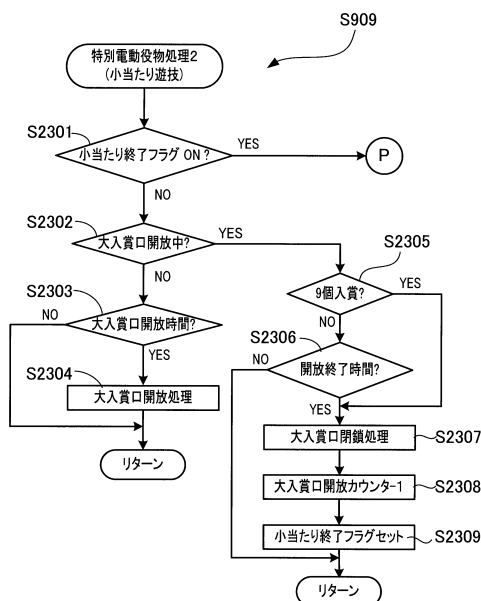 S909
特別電動役物処理2
(小当たり遊技)
S2301
小当たり終了フラグ ON?
YES
P
NO
S2302
大入賞口開放中?
YES
NO
S2305
9個入賞?
YES
NO
S2303
NO
大入賞口開放時間?
YES
S2306
NO
開放終了時間?
YES
S2304
大入賞口開放処理
リターン
大入賞口閉鎖処理
S2307
大入賞口開放カウンタ-1
S2308
小当たり終了フラグセット
S2309
リターン